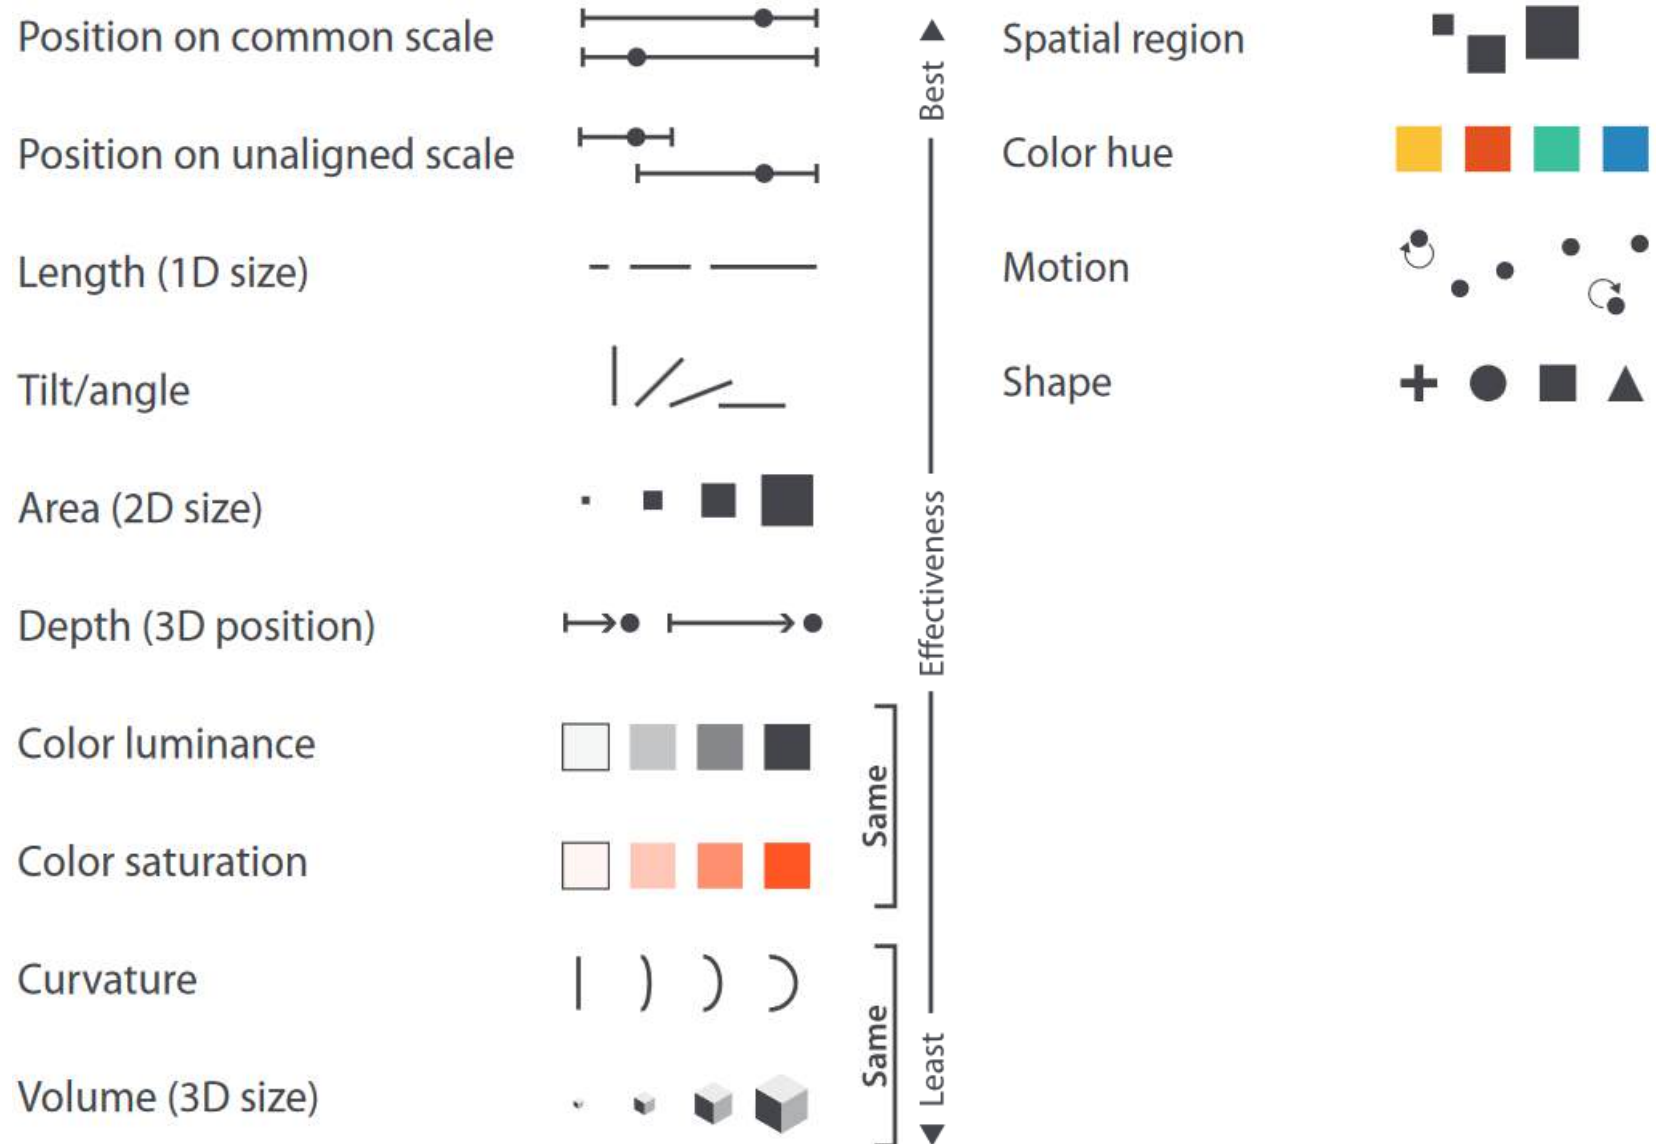 Position on common scale
Position on unaligned scale
Length (1D size)
Tilt/angle
Area (2D size)
Depth (3D position)
Color luminance
Color saturation
Curvature
Volume (3D size)
Same
Same
Best
Effectiveness
Least
Spatial region
Color hue
Motion
Shape